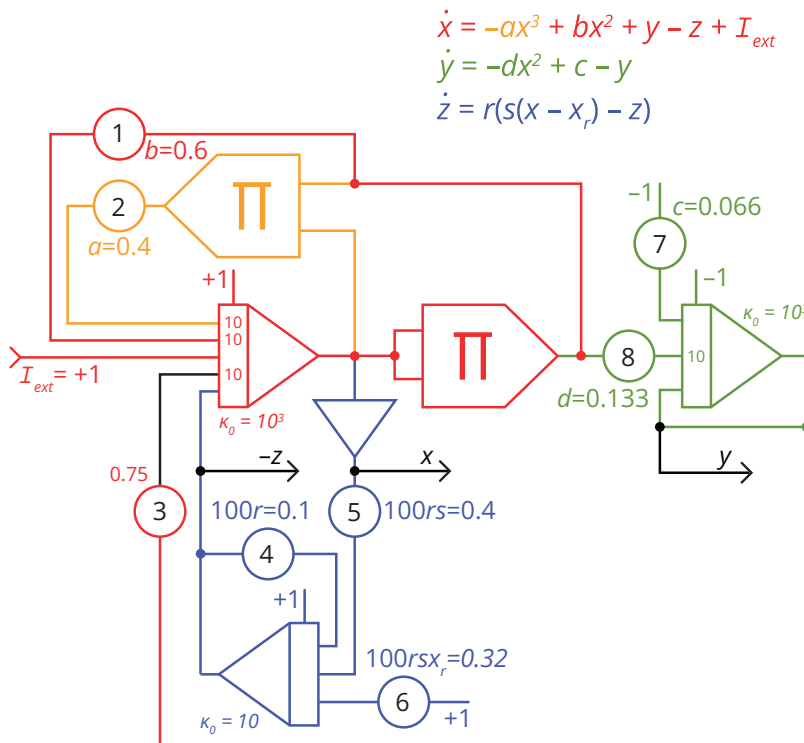 ẋ = –ax³ + bx² + y – z + I_ext
ẏ = –dx² + c – y
ż = r(s(x – x_r) – z)
1
b=0.6
2
a=0.4
∏
–1
c=0.066
7
+1
–1
10
10
10
κ₀ = 10³
I_ext = +1
∏
8
10
d=0.133
κ₀ = 10³
–z
x
y
0.75
3
100r=0.1
5
100rs=0.4
4
+1
100rsx_r=0.32
6
+1
κ₀ = 10